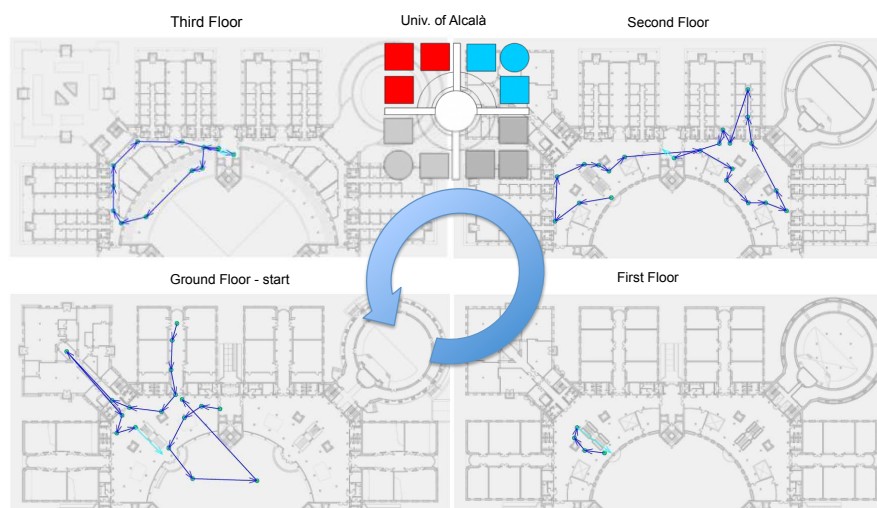 Third Floor
Univ. of Alcalà
Second Floor
Ground Floor - start
First Floor